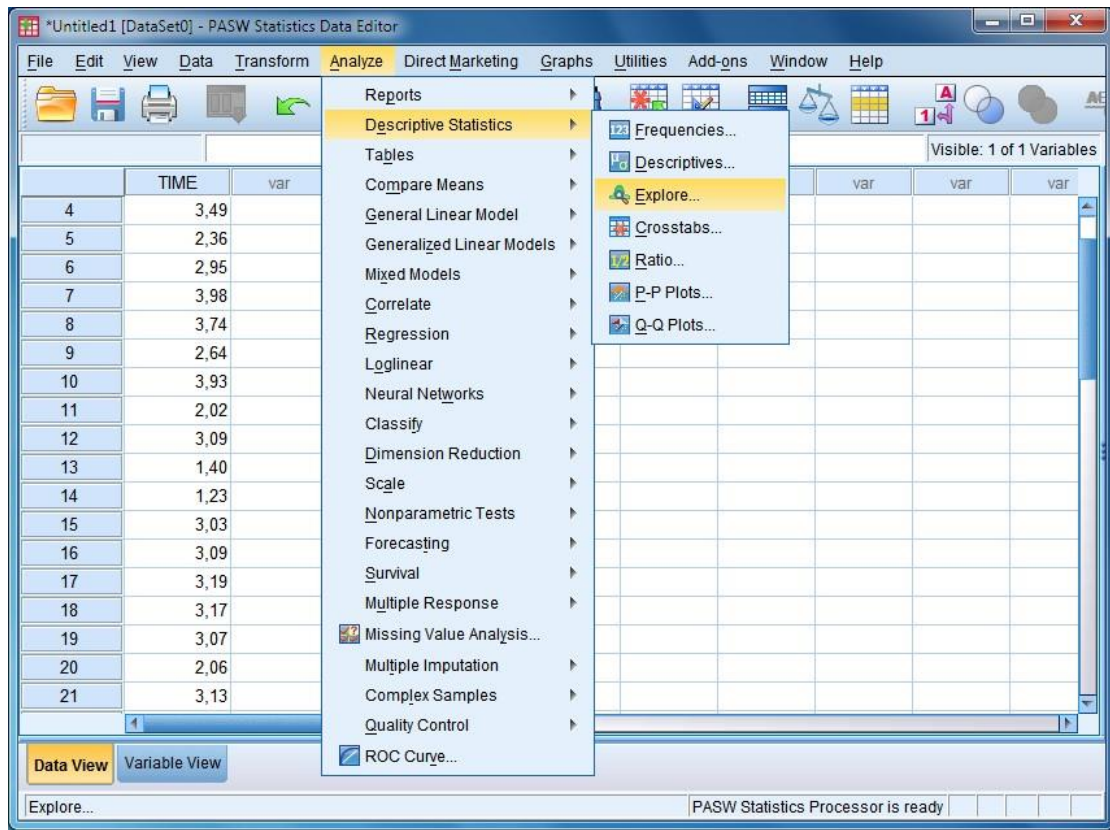 *Untitled1 [DataSet0] - PASW Statistics Data Editor
File Edit View Data Transform Analyze Direct Marketing Graphs Utilities Add-ons Window Help
Visible: 1 of 1 Variables
TIME var var var var
4 3,49
5 2,36
6 2,95
7 3,98
8 3,74
9 2,64
10 3,93
11 2,02
12 3,09
13 1,40
14 1,23
15 3,03
16 3,09
17 3,19
18 3,17
19 3,07
20 2,06
21 3,13
Reports
Descriptive Statistics
Tables
Compare Means
General Linear Model
Generalized Linear Models
Mixed Models
Correlate
Regression
Loglinear
Neural Networks
Classify
Dimension Reduction
Scale
Nonparametric Tests
Forecasting
Survival
Multiple Response
Missing Value Analysis...
Multiple Imputation
Complex Samples
Quality Control
ROC Curve...
123 Frequencies...
Descriptives...
Explore...
Crosstabs...
1/2 Ratio...
P-P Plots...
Q-Q Plots...
Data View Variable View
Explore... PASW Statistics Processor is ready